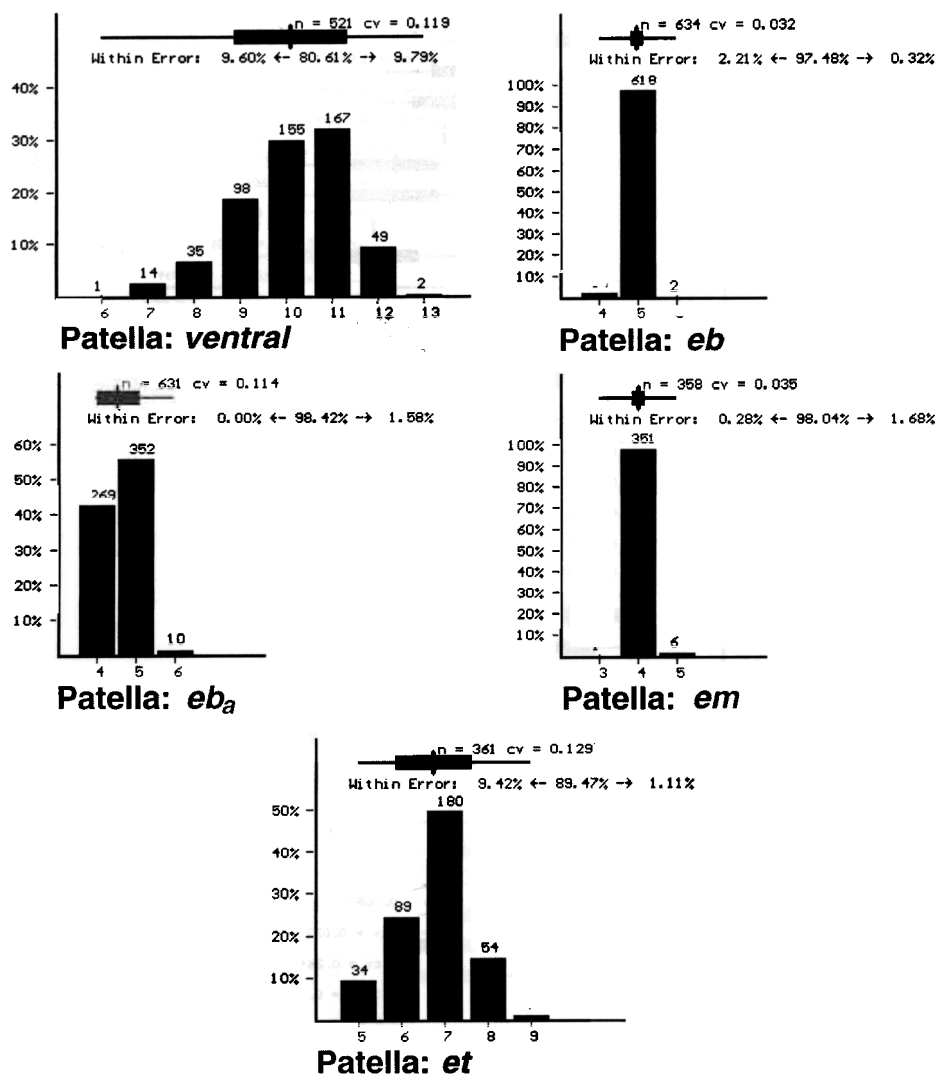 n = 521 cv = 0.119
Within Error: 9.60% ← 80.61% → 9.79%
40%
30%
20%
10%
1
14
35
98
155
167
49
2
6 7 8 9 10 11 12 13
Patella: ventral
n = 634 cv = 0.032
Within Error: 2.21% ← 97.48% → 0.32%
100%
90%
80%
70%
60%
50%
40%
30%
20%
10%
618
2
4 5
Patella: eb
n = 631 cv = 0.114
Within Error: 0.00% ← 98.42% → 1.58%
60%
50%
40%
30%
20%
10%
269
352
10
4 5 6
Patella: eba
n = 358 cv = 0.035
Within Error: 0.28% ← 98.04% → 1.68%
100%
90%
80%
70%
60%
50%
40%
30%
20%
10%
351
6
3 4 5
Patella: em
n = 361 cv = 0.129
Within Error: 9.42% ← 89.47% → 1.11%
50%
40%
30%
20%
10%
34
89
180
54
5 6 7 8 9
Patella: et